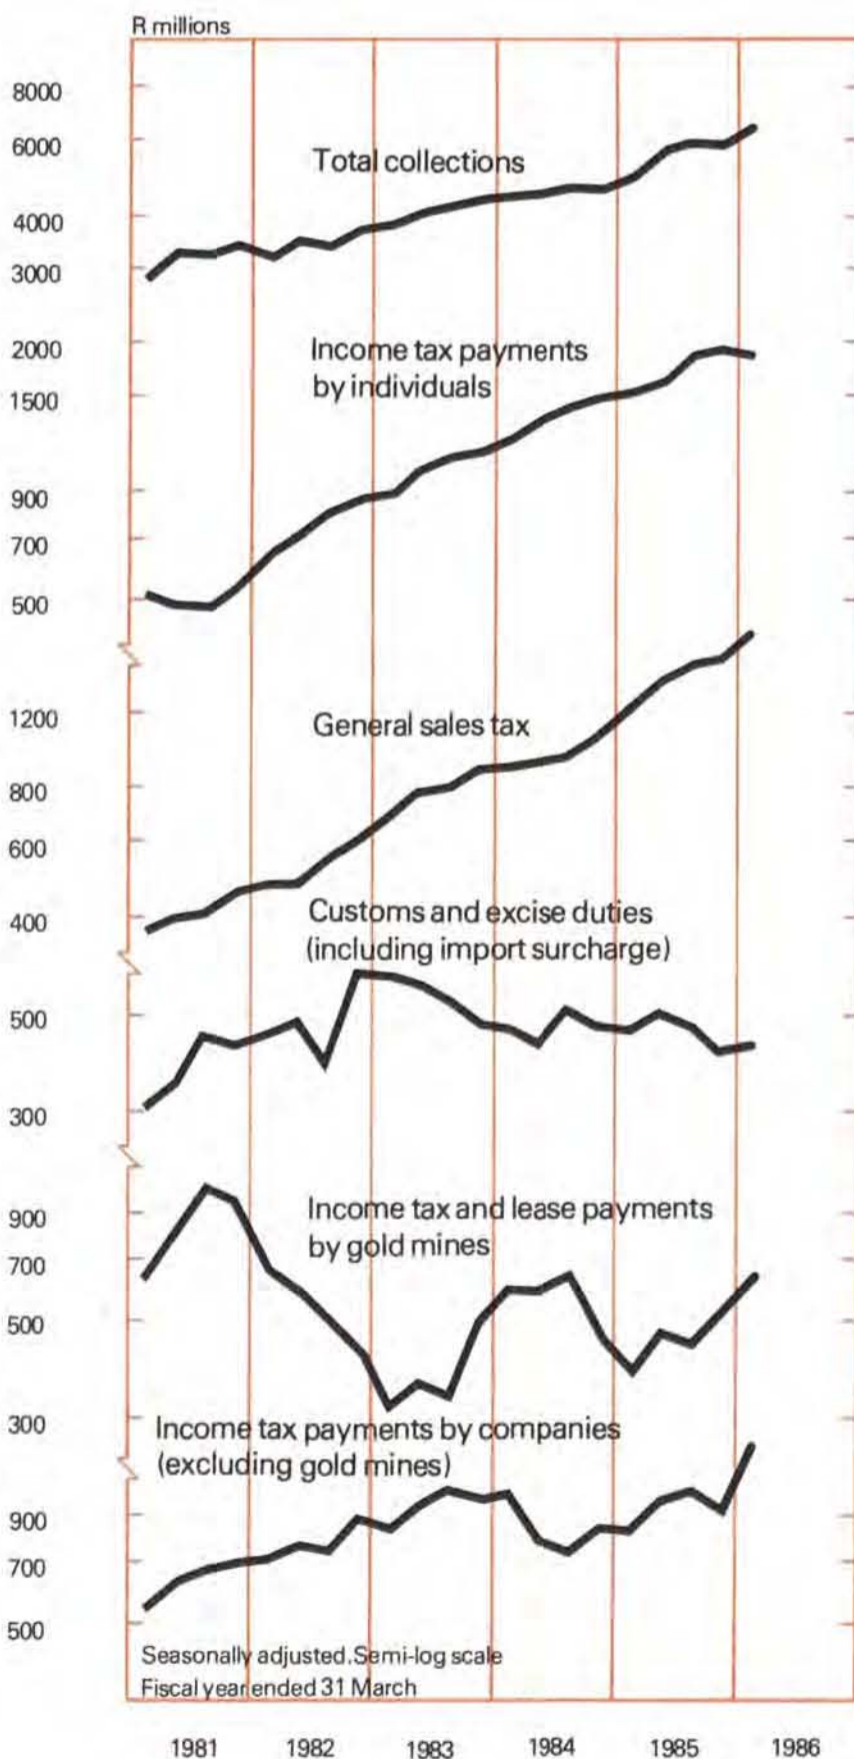 R millions
8000
6000
Total collections
4000
3000
2000
Income tax payments
by individuals
1500
900
700
500
1200
General sales tax
800
600
400
Customs and excise duties
(including import surcharge)
500
300
900
Income tax and lease payments
by gold mines
700
500
300
Income tax payments by companies
(excluding gold mines)
900
700
500
Seasonally adjusted. Semi-log scale
Fiscal year ended 31 March
1981 1982 1983 1984 1985 1986